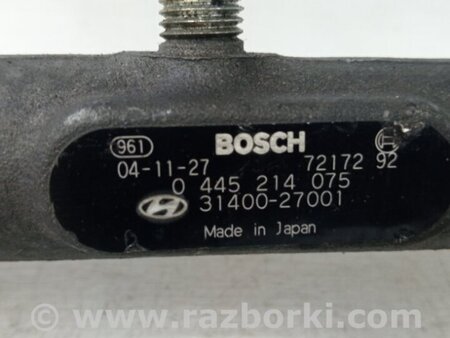 961 BOSCH
04-11-27 72172 92
0 445 214 075
31400-27001
Made in Japan
© www.razborki.com